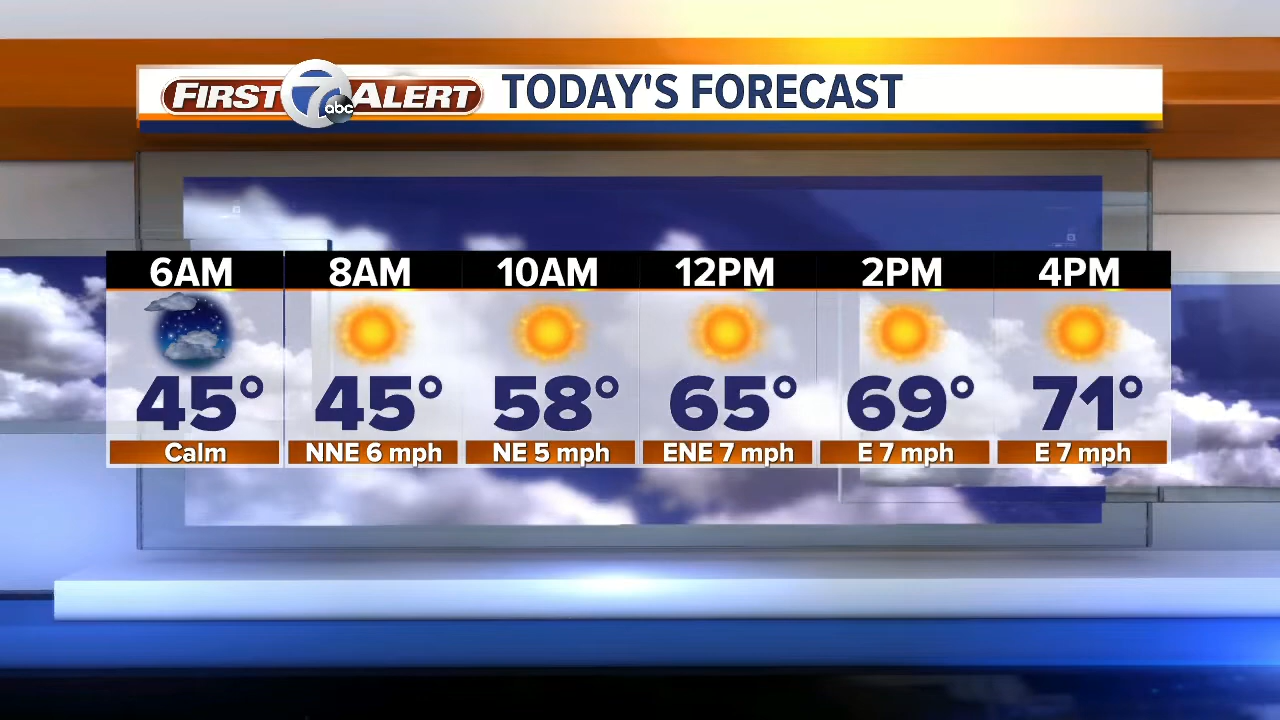 FIRST 7 abc ALERT TODAY'S FORECAST
6AM 8AM 10AM 12PM 2PM 4PM
45° 45° 58° 65° 69° 71°
Calm NNE 6 mph NE 5 mph ENE 7 mph E 7 mph E 7 mph